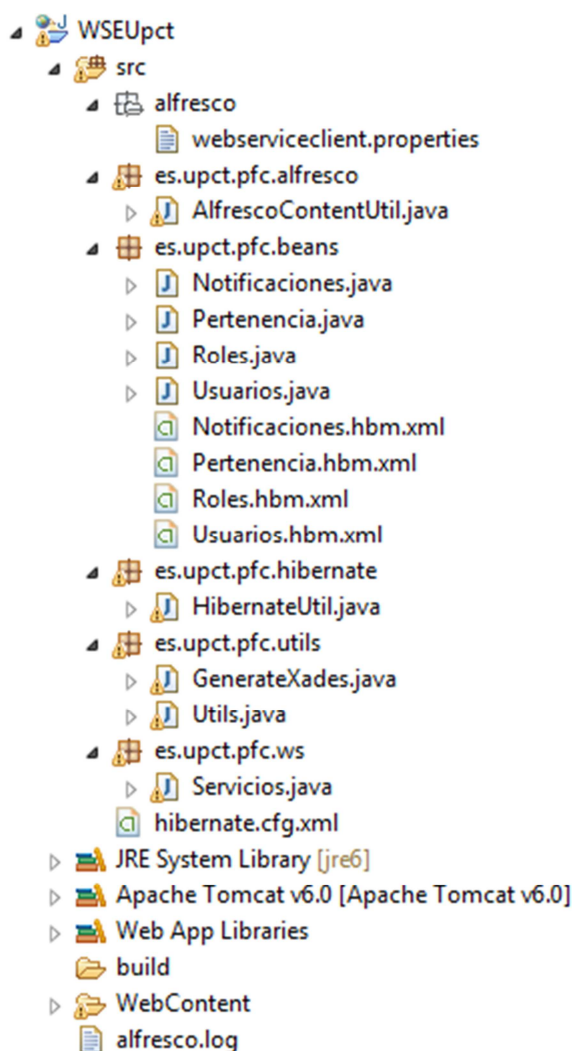 WSEUpct
src
alfresco
webserviceclient.properties
es.upct.pfc.alfresco
AlfrescoContentUtil.java
es.upct.pfc.beans
Notificaciones.java
Pertenencia.java
Roles.java
Usuarios.java
Notificaciones.hbm.xml
Pertenencia.hbm.xml
Roles.hbm.xml
Usuarios.hbm.xml
es.upct.pfc.hibernate
HibernateUtil.java
es.upct.pfc.utils
GenerateXades.java
Utils.java
es.upct.pfc.ws
Servicios.java
hibernate.cfg.xml
JRE System Library [jre6]
Apache Tomcat v6.0 [Apache Tomcat v6.0]
Web App Libraries
build
WebContent
alfresco.log